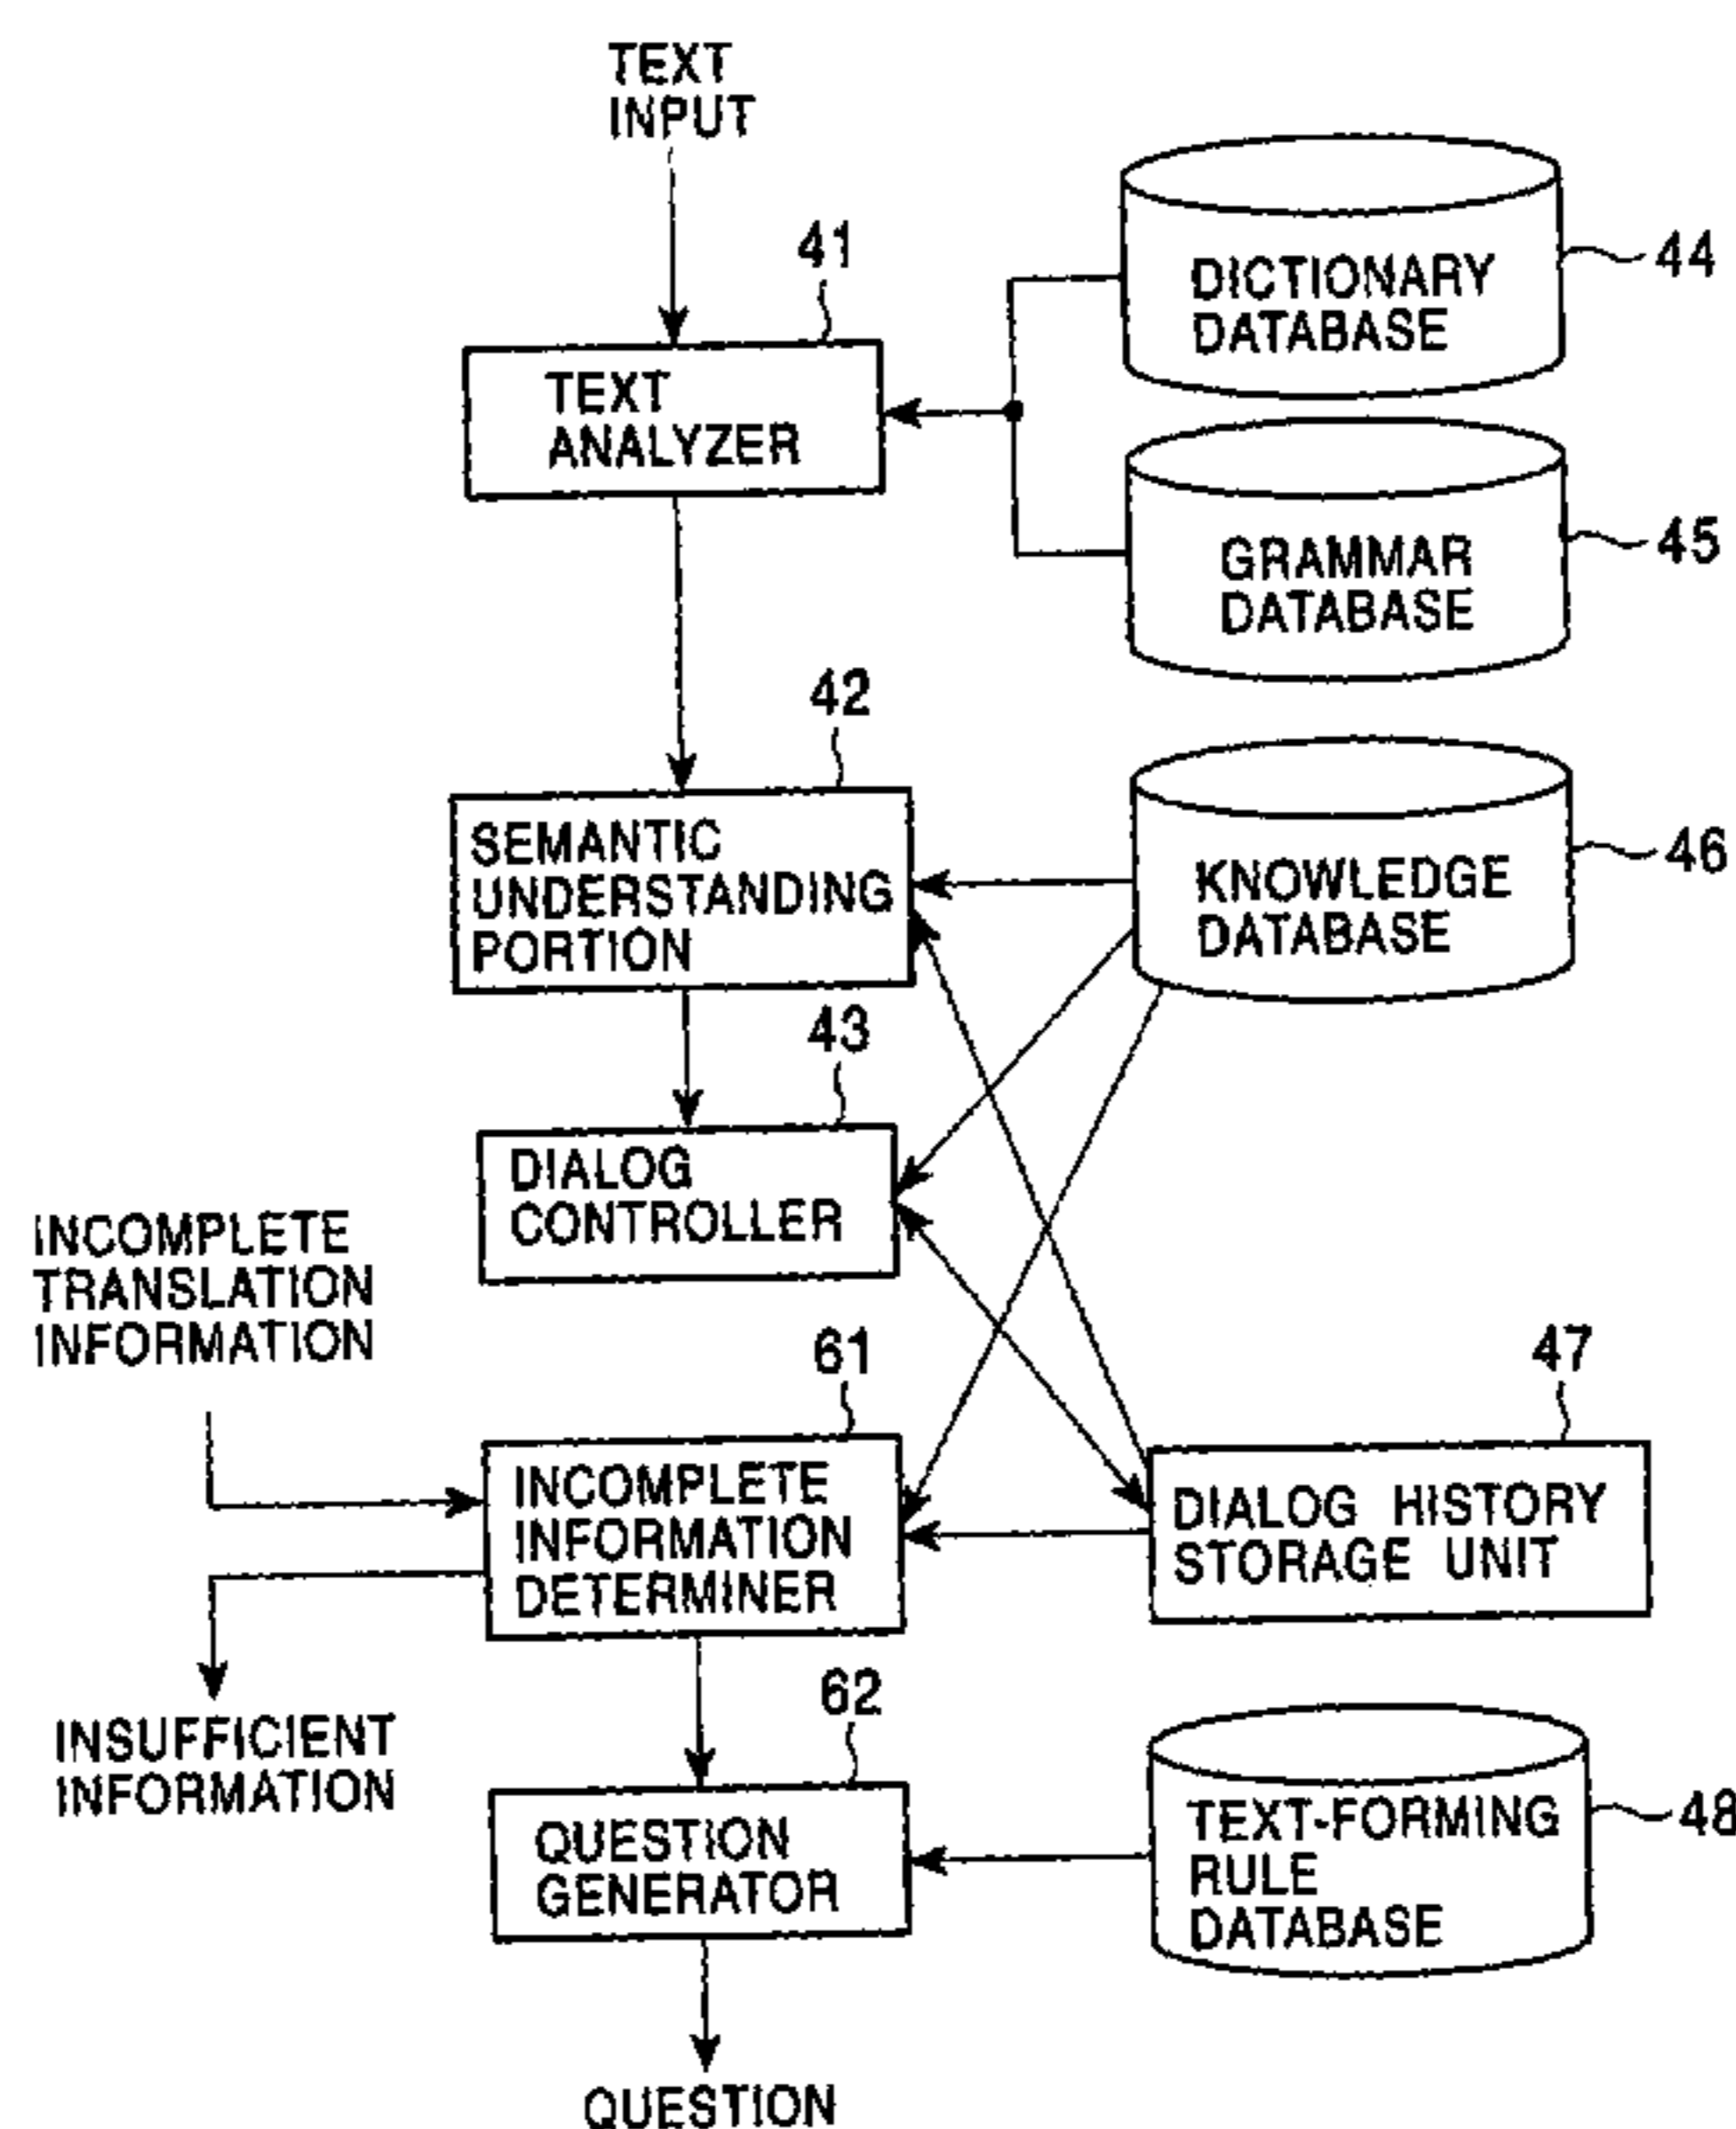 TEXT
INPUT
41
TEXT
ANALYZER
DICTIONARY
DATABASE
44
GRAMMAR
DATABASE
45
42
SEMANTIC
UNDERSTANDING
PORTION
KNOWLEDGE
DATABASE
46
43
DIALOG
CONTROLLER
INCOMPLETE
TRANSLATION
INFORMATION
61
INCOMPLETE
INFORMATION
DETERMINER
47
DIALOG HISTORY
STORAGE UNIT
INSUFFICIENT
INFORMATION
62
QUESTION
GENERATOR
TEXT-FORMING
RULE
DATABASE
48
QUESTION